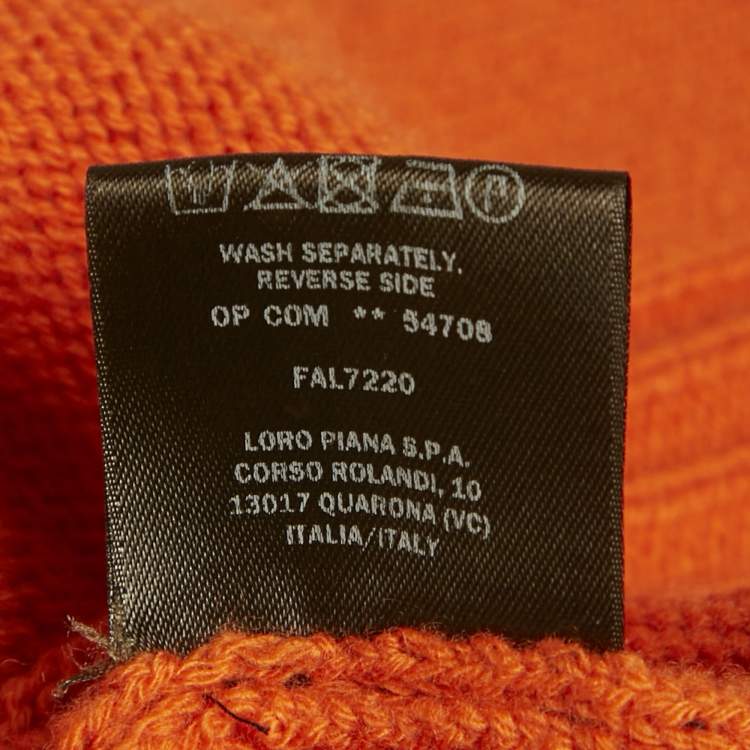 P
WASH SEPARATELY.
REVERSE SIDE
OP COM ** 54708
FAL7220
LORO PIANA S.P.A.
CORSO ROLANDI, 10
13017 QUARONA (VC)
ITALIA/ITALY